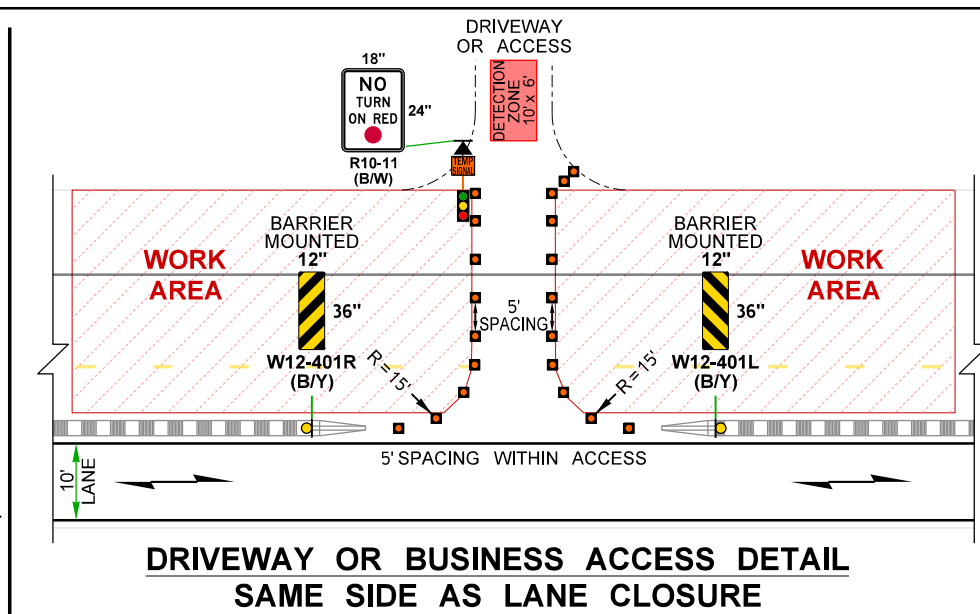 DRIVEWAY
OR ACCESS
18"
NO
TURN
ON RED
24"
R10-11
(B/W)
DETECTION
ZONE
10' x 6'
TEMP
SIGNAL
BARRIER
MOUNTED
12"
36"
W12-401R
(B/Y)
WORK
AREA
R = 15'
5'
SPACING
BARRIER
MOUNTED
12"
36"
W12-401L
(B/Y)
WORK
AREA
R = 15'
5' SPACING WITHIN ACCESS
10'
LANE
DRIVEWAY OR BUSINESS ACCESS DETAIL
SAME SIDE AS LANE CLOSURE